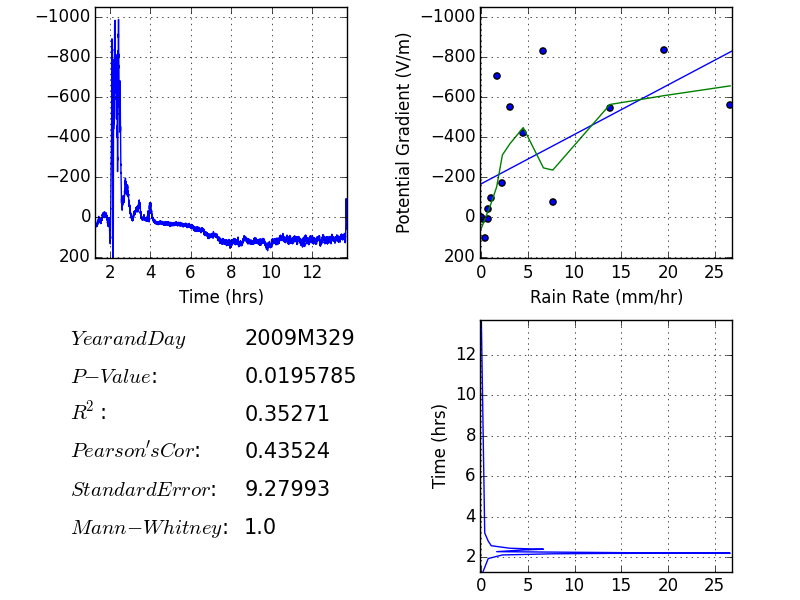 −1000
−800
−600
−400
−200
0
200
2 4 6 8 10 12
Time (hrs)
−1000
−800
−600
−400
−200
0
200
Potential Gradient (V/m)
0 5 10 15 20 25
Rain Rate (mm/hr)
YearandDay 2009M329
P−Value: 0.0195785
R²: 0.35271
Pearson'sCor: 0.43524
StandardError: 9.27993
Mann−Whitney: 1.0
12
10
8
6
4
2
Time (hrs)
0 5 10 15 20 25